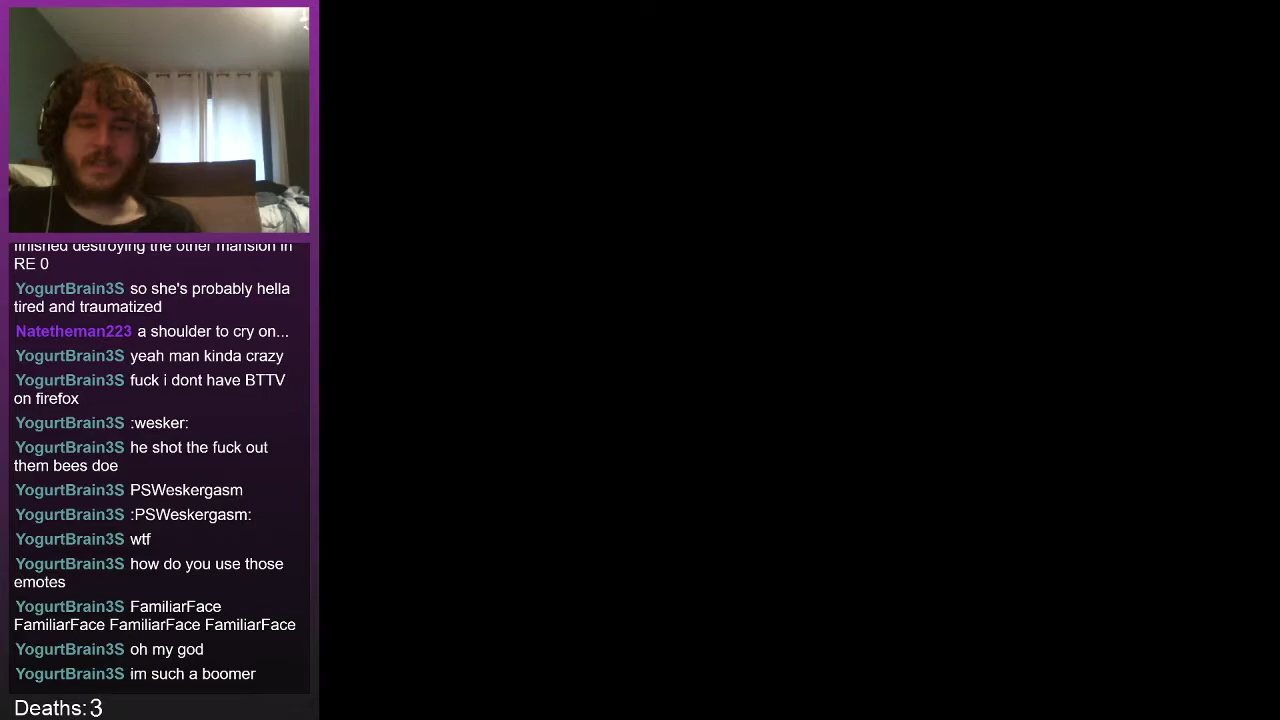 finished destroying the other mansion in
RE 0
YogurtBrain3S so she's probably hella
tired and traumatized
Natetheman223 a shoulder to cry on...
YogurtBrain3S yeah man kinda crazy
YogurtBrain3S fuck i dont have BTTV
on firefox
YogurtBrain3S :wesker:
YogurtBrain3S he shot the fuck out
them bees doe
YogurtBrain3S PSWeskergasm
YogurtBrain3S :PSWeskergasm:
YogurtBrain3S wtf
YogurtBrain3S how do you use those
emotes
YogurtBrain3S FamiliarFace
FamiliarFace FamiliarFace FamiliarFace
YogurtBrain3S oh my god
YogurtBrain3S im such a boomer
Deaths:3